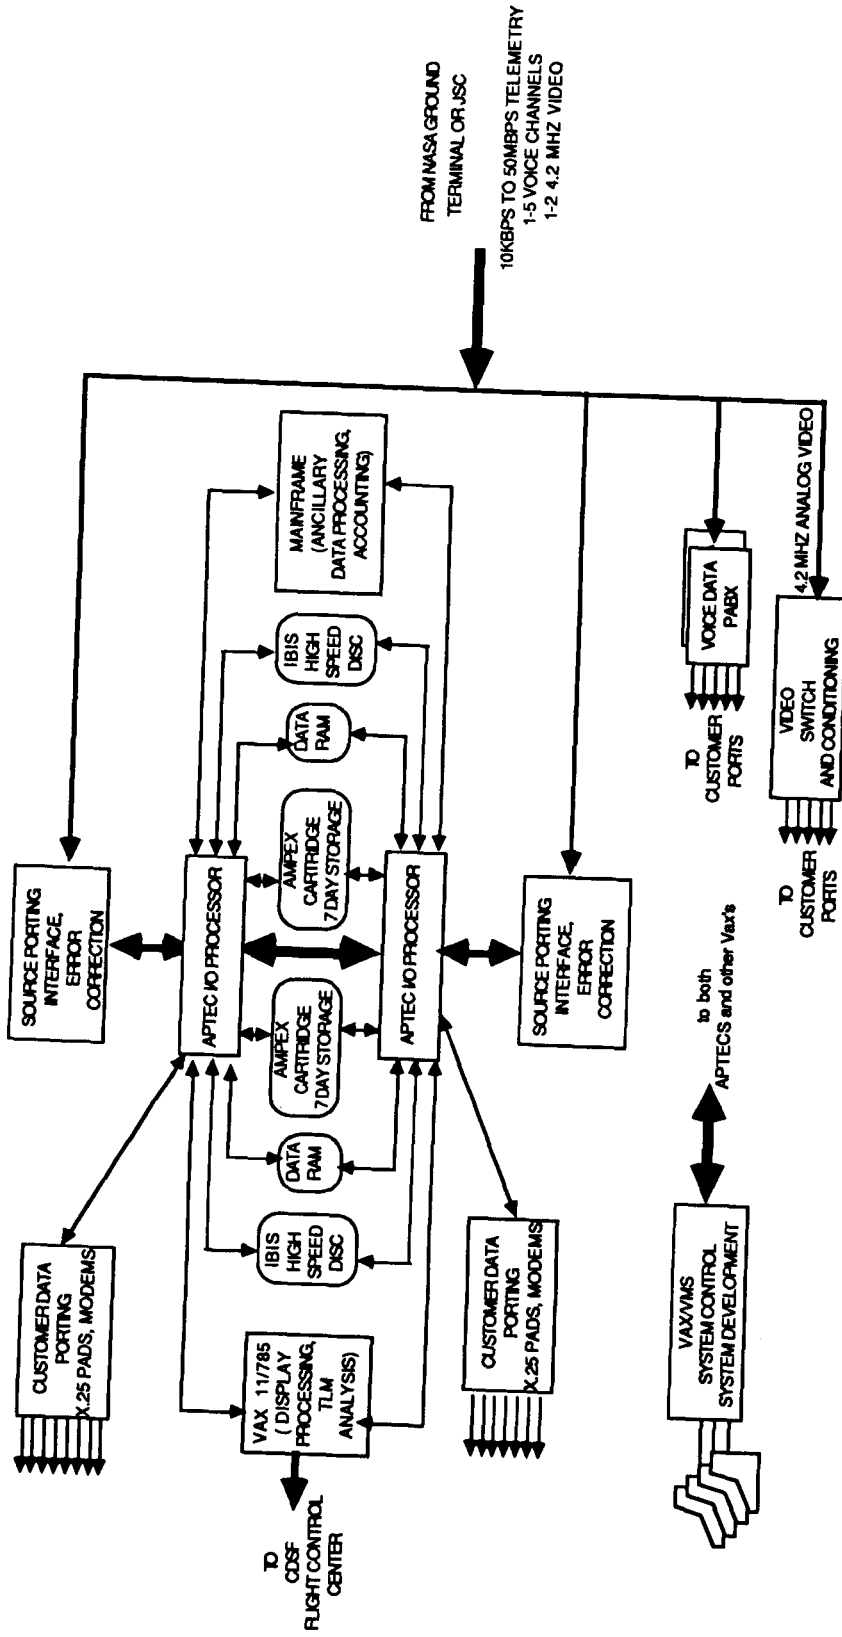 FROM NASA GROUND
TERMINAL OR JSC
10KBPS TO 50MBPS TELEMETRY
1-5 VOICE CHANNELS
1-2 4.2 MHZ VIDEO
SOURCE PORTING
INTERFACE,
ERROR
CORRECTION
CUSTOMER DATA
PORTING
X.25 PADS, MODEMS
APTEC I/O PROCESSOR
MAINFRAME
(ANCILLARY
DATA PROCESSING,
ACCOUNTING)
IBIS
HIGH
SPEED
DISC
DATA
RAM
AMPEX
CARTRIDGE
7 DAY STORAGE
AMPEX
CARTRIDGE
7 DAY STORAGE
DATA
RAM
IBIS
HIGH
SPEED
DISC
VAX 11/785
( DISPLAY
PROCESSING,
TLM
ANALYSIS)
TO
CDSF
FLIGHT CONTROL
CENTER
APTEC I/O PROCESSOR
SOURCE PORTING
INTERFACE,
ERROR
CORRECTION
CUSTOMER DATA
PORTING
X.25 PADS, MODEMS
VOICE DATA
PABX
TO
CUSTOMER
PORTS
4.2 MHZ ANALOG VIDEO
VIDEO
SWITCH
AND CONDITIONING
TO
CUSTOMER
PORTS
to both
APTECS and other Vax's
VAX/VMS
SYSTEM CONTROL
SYSTEM DEVELOPMENT